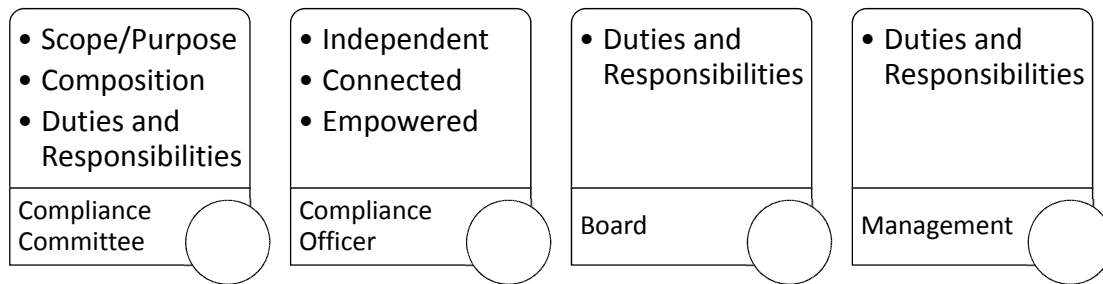 • Scope/Purpose
• Composition
• Duties and
Responsibilities
Compliance
Committee
• Independent
• Connected
• Empowered
Compliance
Officer
• Duties and
Responsibilities
Board
• Duties and
Responsibilities
Management